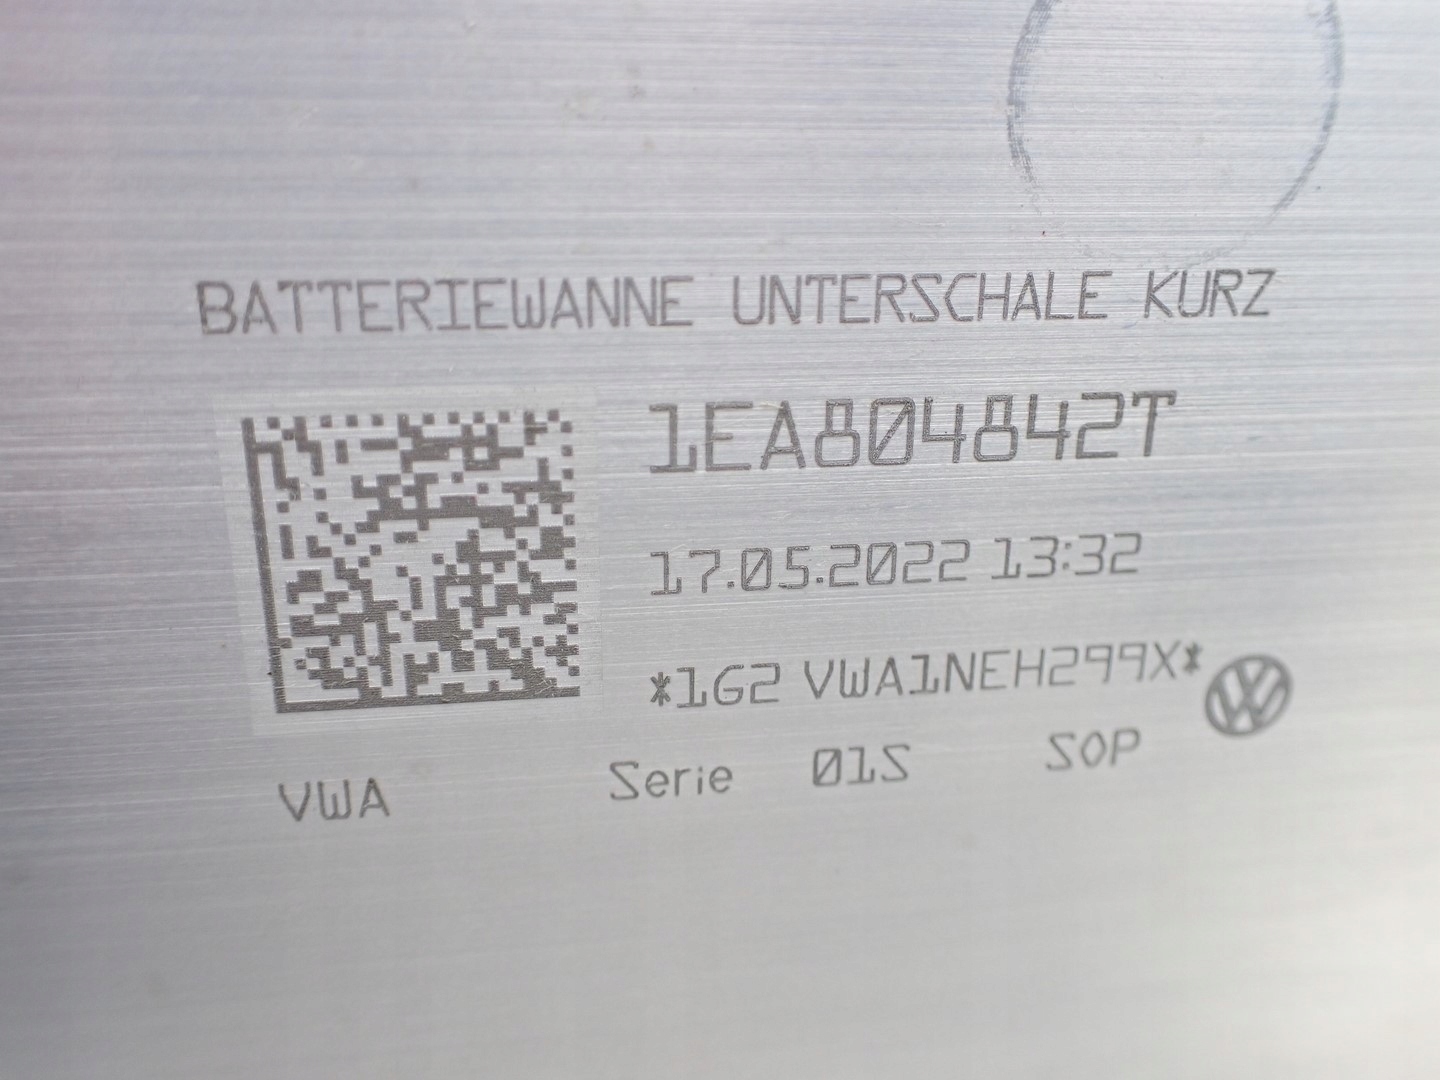 BATTERIEWANNE UNTERSCHALE KURZ
1EA804842T
17.05.2022 13:32
*1G2 VWA1NEH299X*
VWA Serie 01S SOP